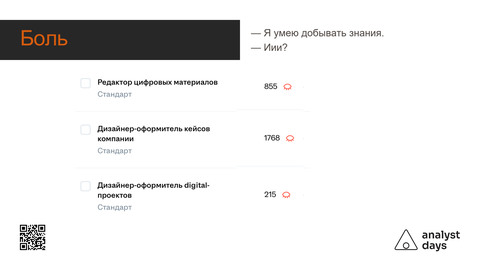 Боль
— Я умею добывать знания.
— Иии?
Редактор цифровых материалов
Стандарт
855
Дизайнер-оформитель кейсов
компании
Стандарт
1768
Дизайнер-оформитель digital-
проектов
Стандарт
215
analyst
days